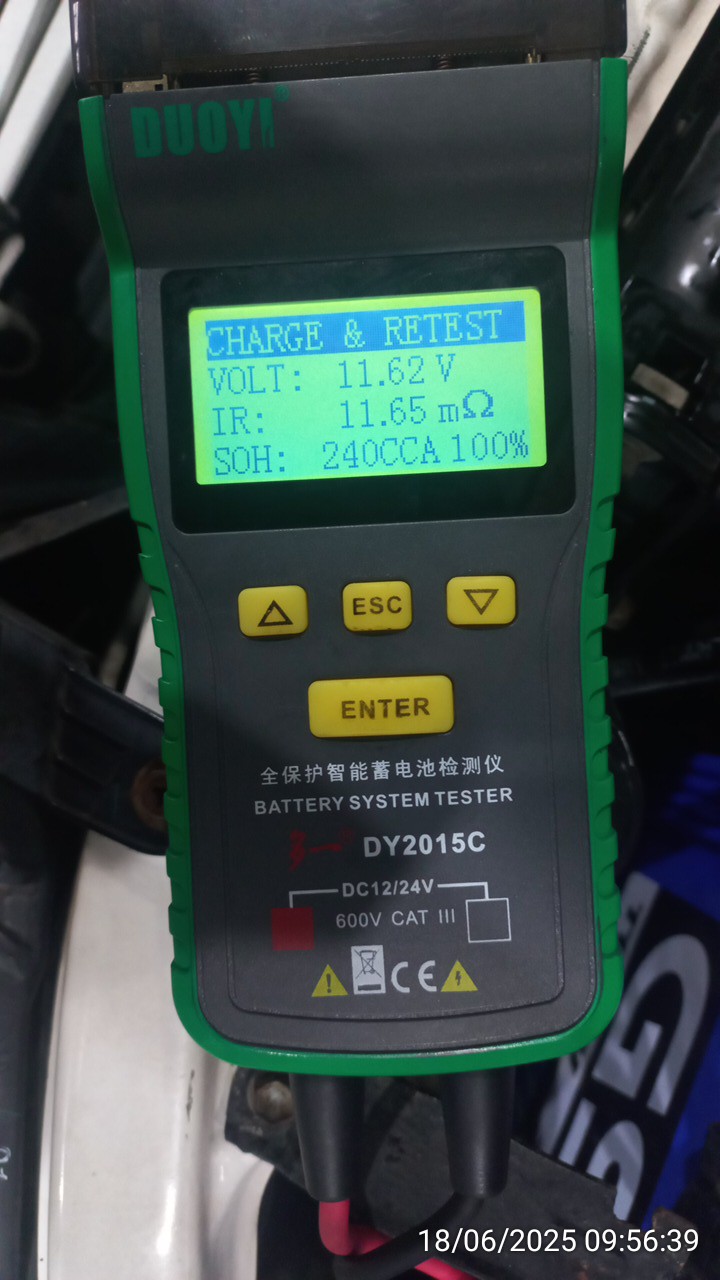 DUOYI®
CHARGE & RETEST
VOLT: 11.62 V
IR: 11.65 mΩ
SOH: 240CCA 100%
ESC
ENTER
全保护智能蓄电池检测仪
BATTERY SYSTEM TESTER
DY2015C
DC12/24V
600V CAT III
CE
18/06/2025 09:56:39